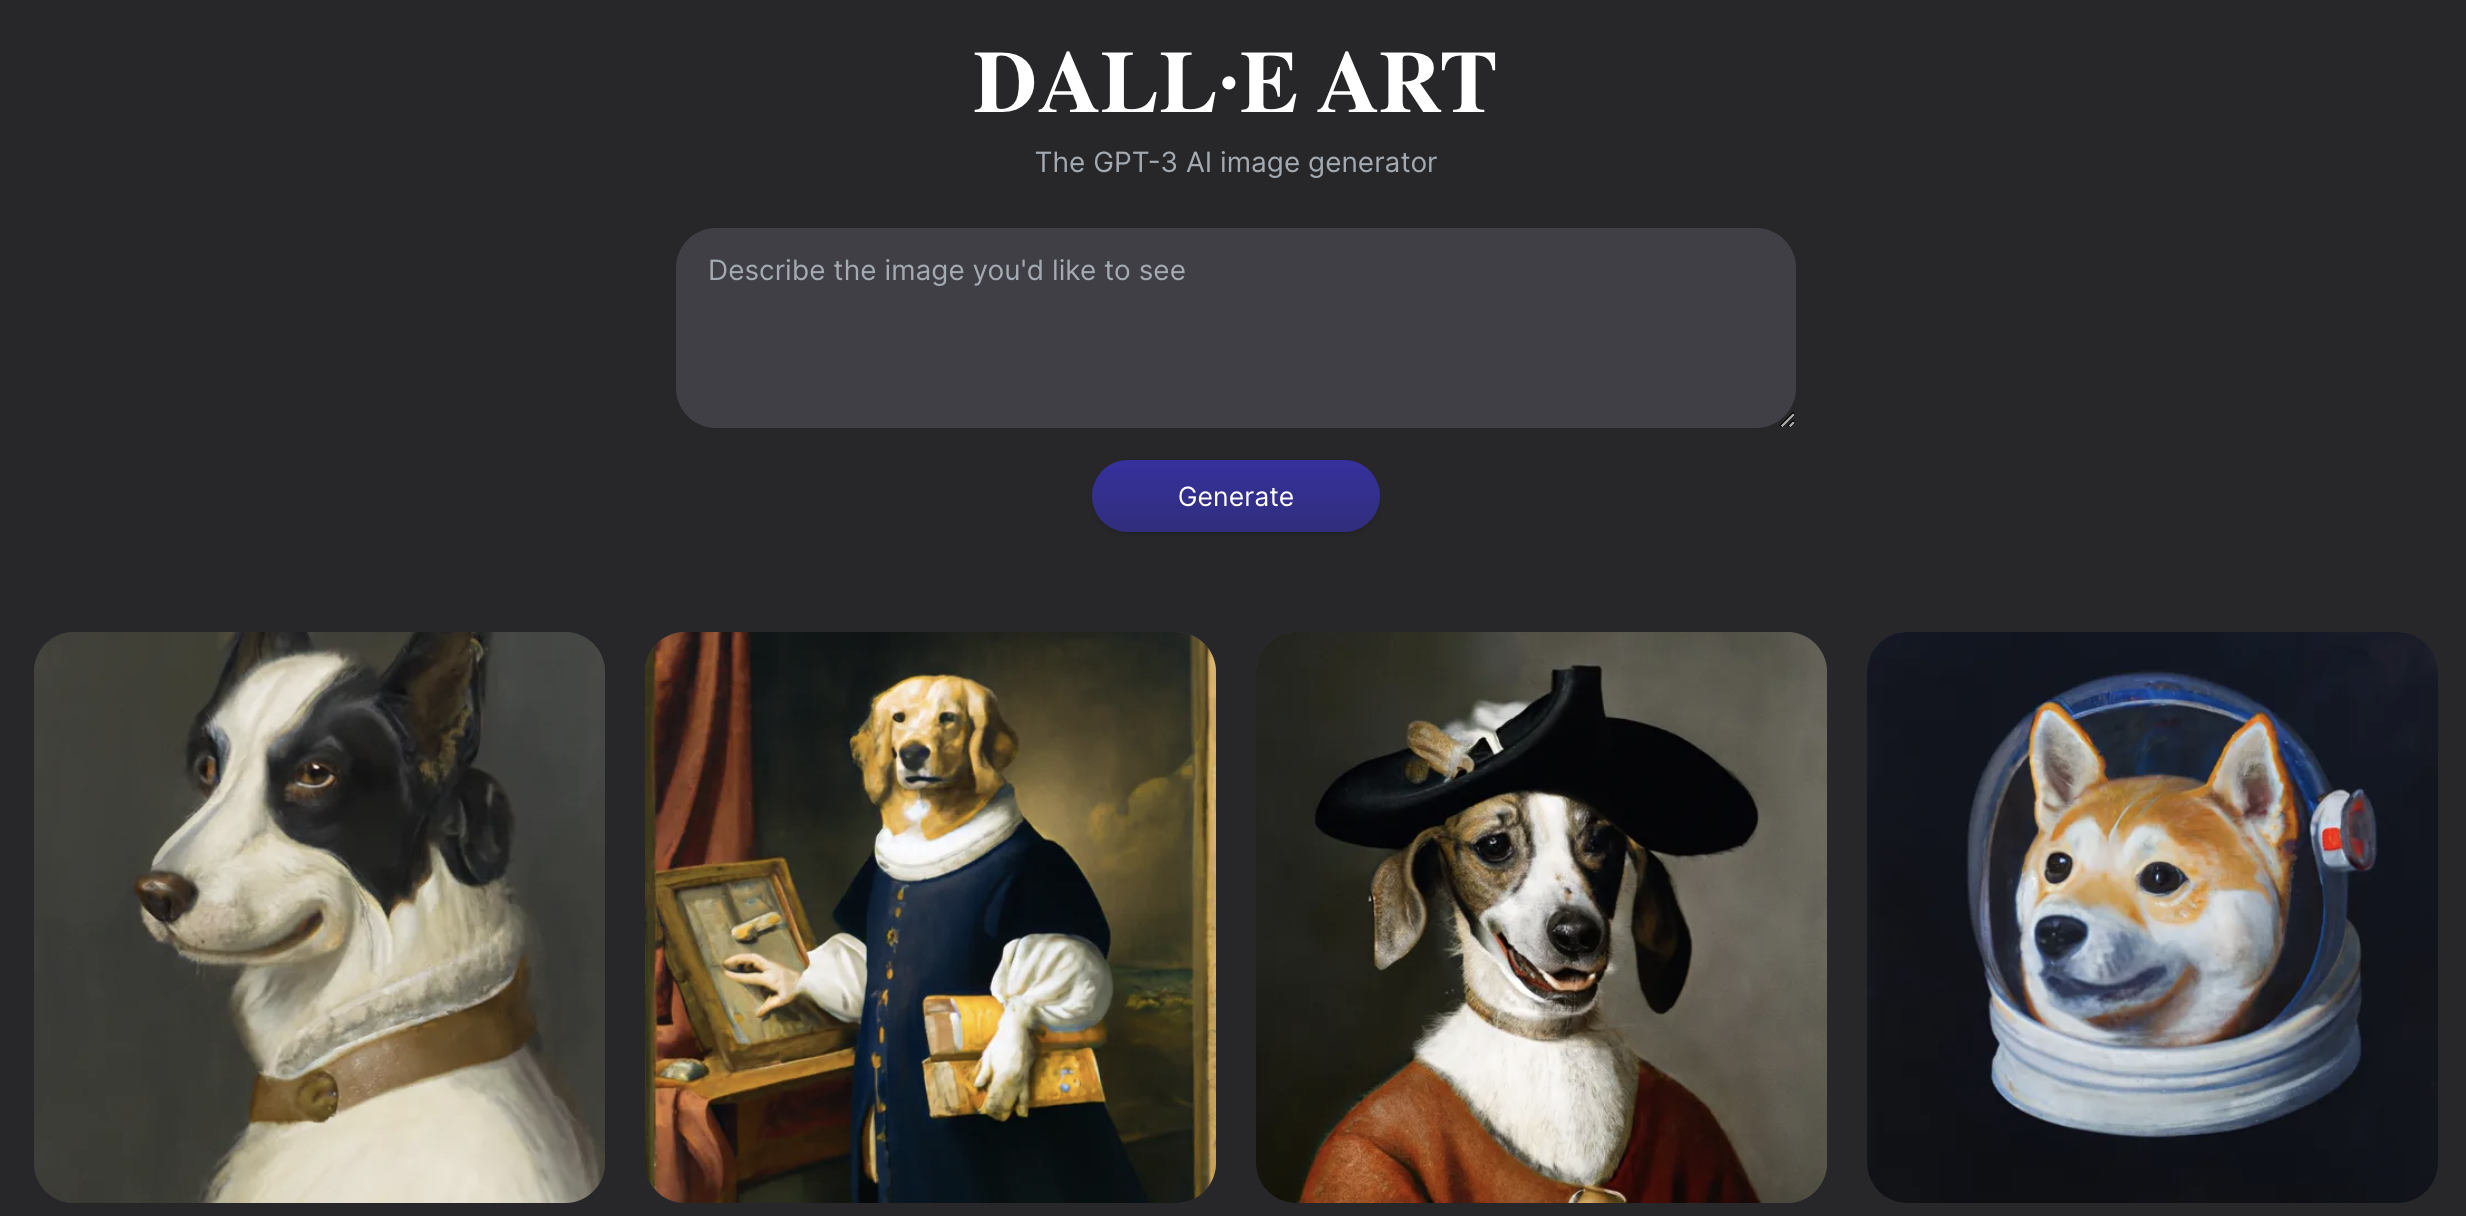 DALL·E ART
The GPT-3 AI image generator
Describe the image you'd like to see
Generate